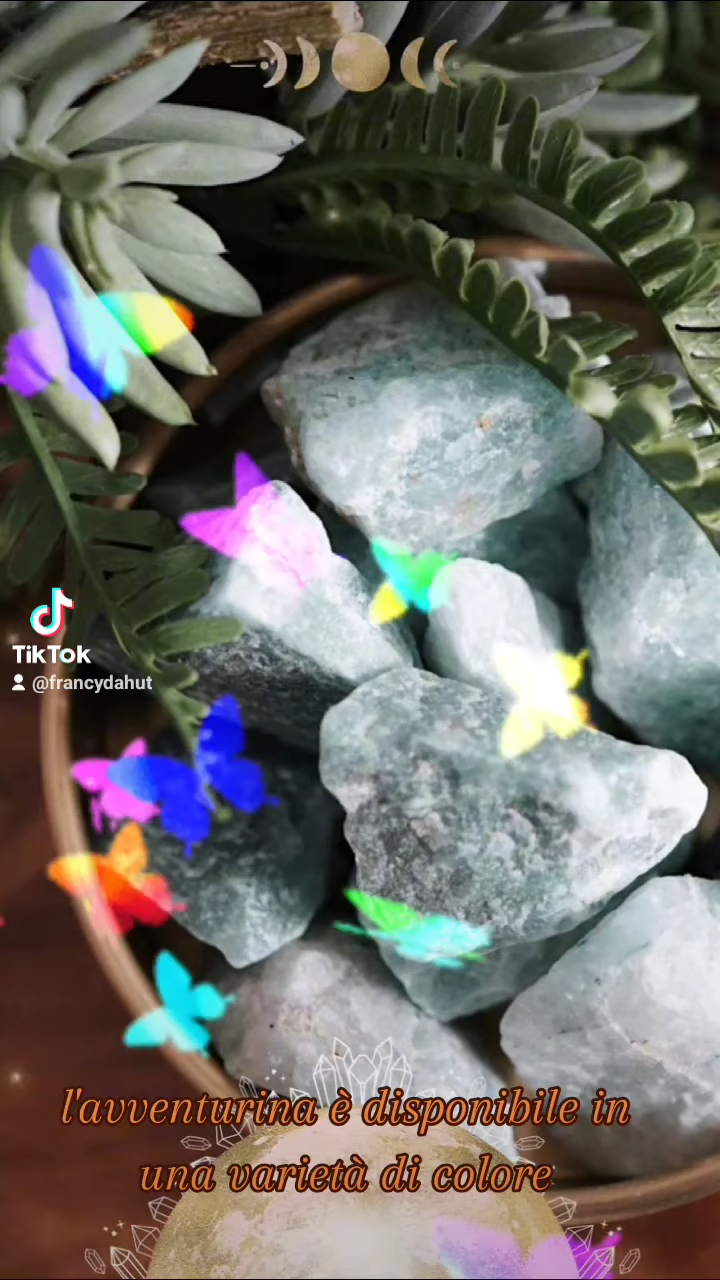 TikTok
@francydahut
l'avventurina è disponibile in
una varietà di colore